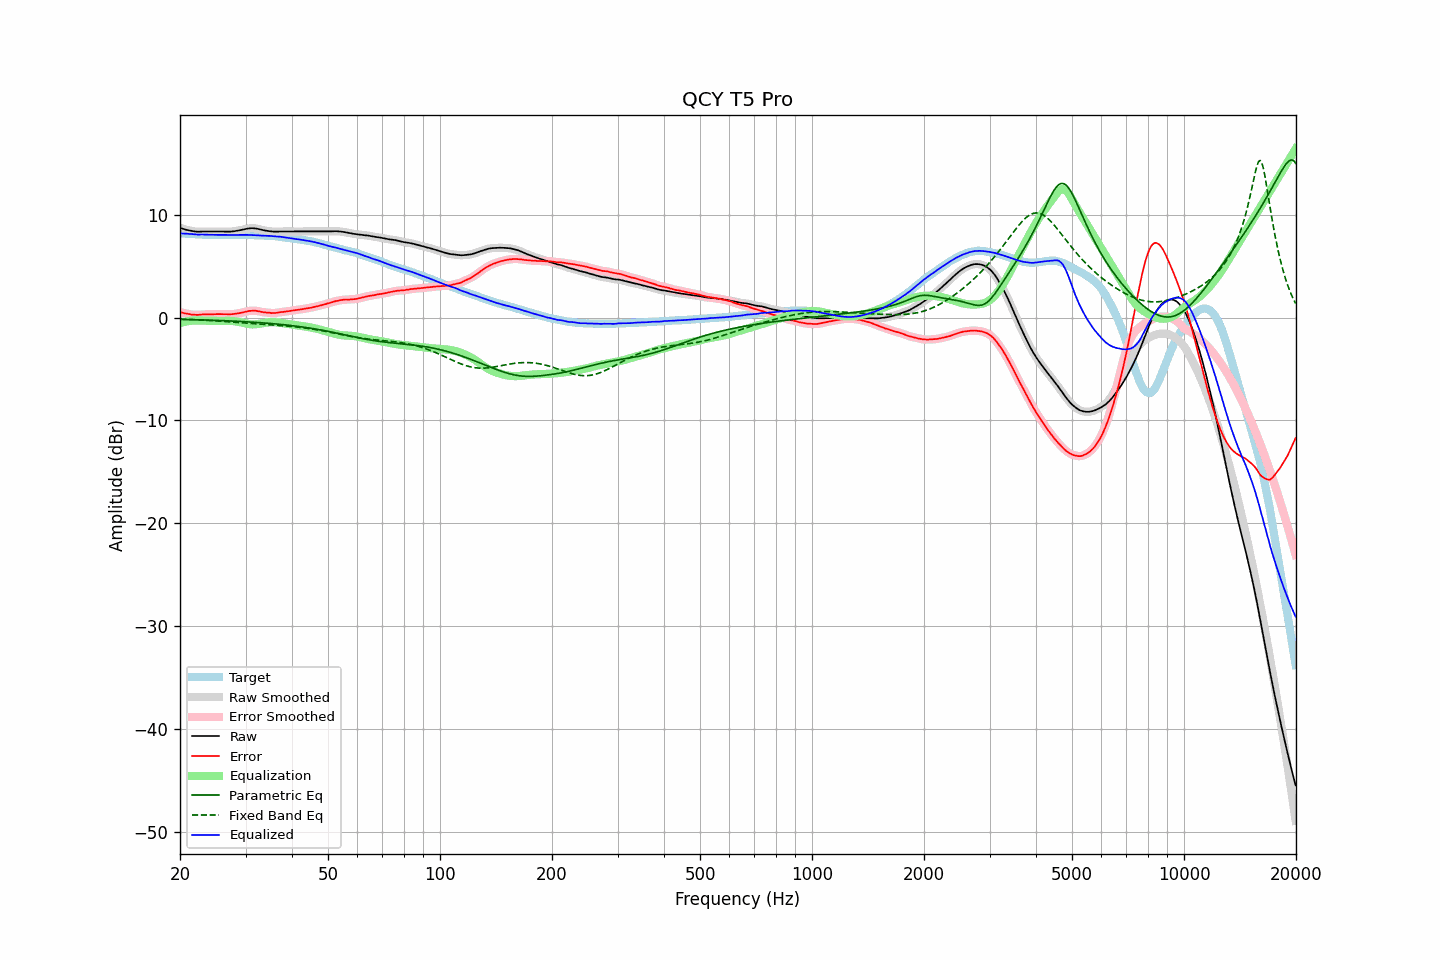 QCY T5 Pro
Amplitude (dBr)
10
0
−10
−20
−30
−40
−50
Target
Raw Smoothed
Error Smoothed
Raw
Error
Equalization
Parametric Eq
Fixed Band Eq
Equalized
20 50 100 200 500 1000 2000 5000 10000 20000
Frequency (Hz)